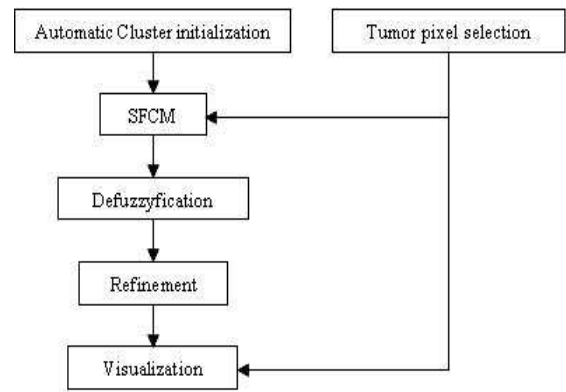 Automatic Cluster initialization
Tumor pixel selection
SFCM
Defuzzyfication
Refinement
Visualization